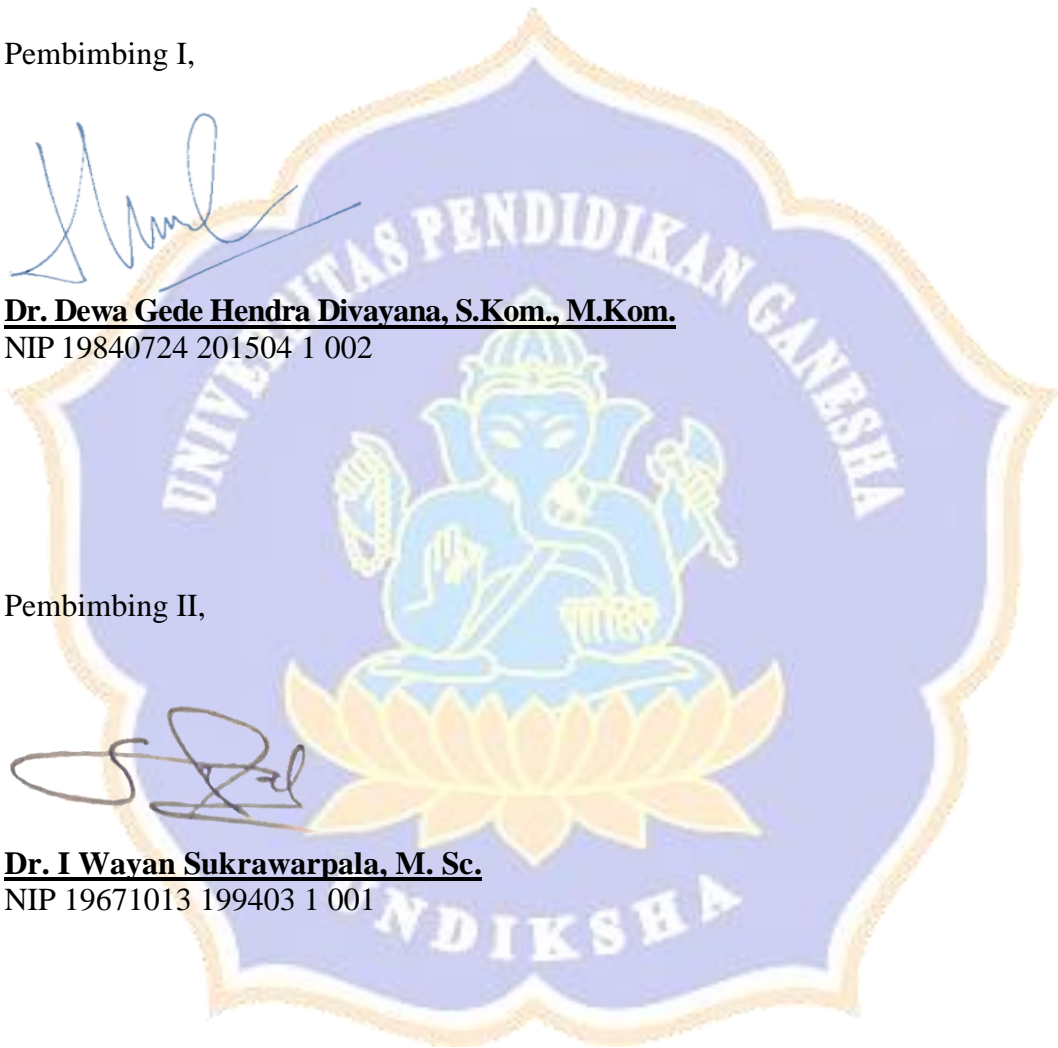 Pembimbing I,
UNIVERSITAS PENDIDIKAN GANESHA
Dr. Dewa Gede Hendra Divayana, S.Kom., M.Kom.
NIP 19840724 201504 1 002
Pembimbing II,
Dr. I Wayan Sukrawarpala, M. Sc.
NIP 19671013 199403 1 001
UNDIKSHA